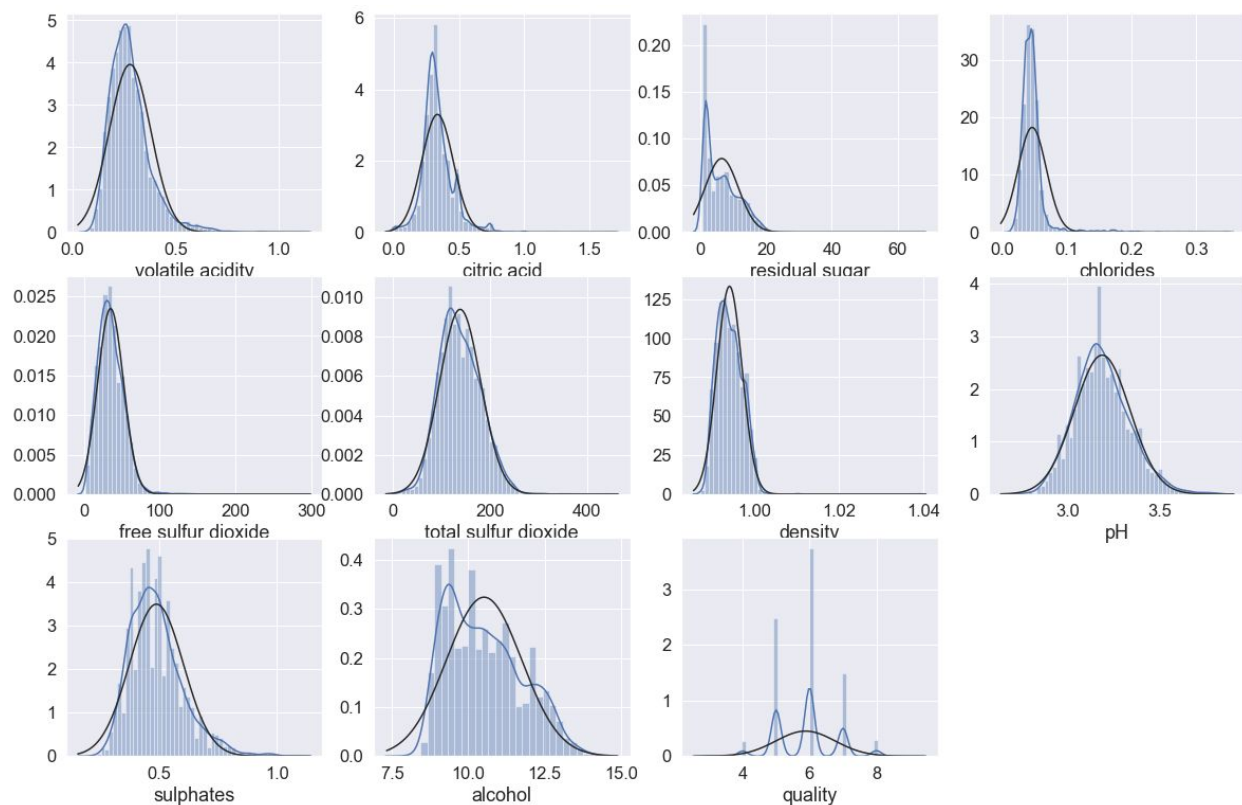 5
4
3
2
1
0
0.0 0.5 1.0
volatile acidity
6
4
2
0
0.0 0.5 1.0 1.5
citric acid
0.20
0.15
0.10
0.05
0.00
0 20 40 60
residual sugar
30
20
10
0
0.0 0.1 0.2 0.3
chlorides
0.025
0.020
0.015
0.010
0.005
0.000
0 100 200 300
free sulfur dioxide
0.010
0.008
0.006
0.004
0.002
0.000
0 200 400
total sulfur dioxide
125
100
75
50
25
0
1.00 1.02 1.04
density
4
3
2
1
0
3.0 3.5
pH
5
4
3
2
1
0
0.5 1.0
sulphates
0.4
0.3
0.2
0.1
0.0
7.5 10.0 12.5 15.0
alcohol
3
2
1
0
4 6 8
quality